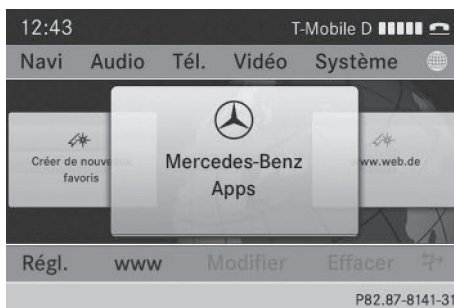 12:43 T-Mobile D
Navi Audio Tél. Vidéo Système
Mercedes-Benz
Apps
Créer de nouveaux
favoris
www.web.de
Régl. www Modifier Effacer
P82.87-8141-31